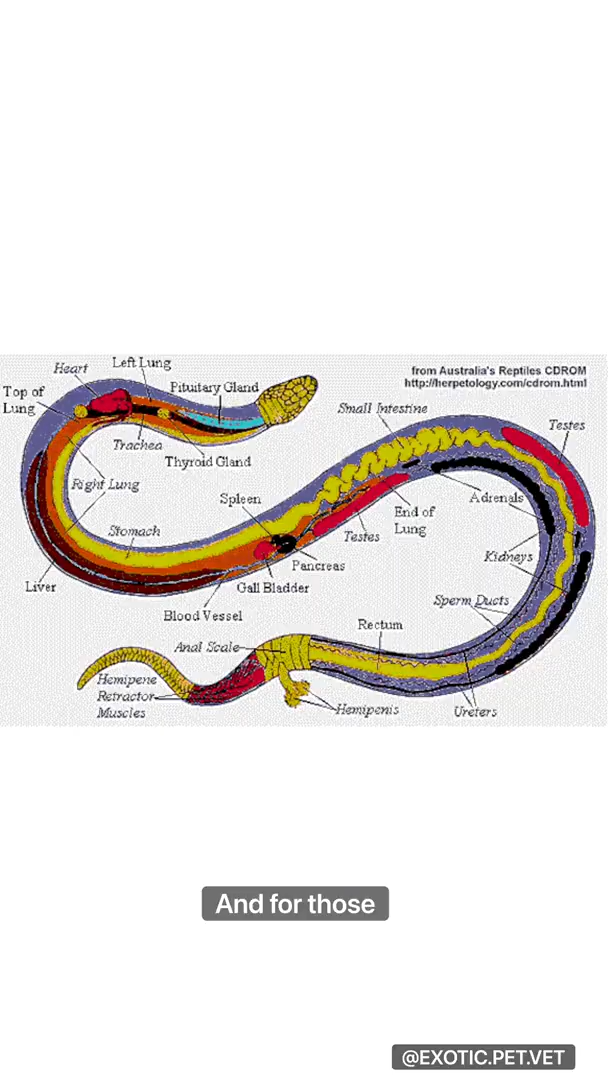 from Australia's Reptiles CDROM
http://herpetology.com/cdrom.html
Heart
Left Lung
Top of
Lung
Pituitary Gland
Trachea
Thyroid Gland
Right Lung
Small Intestine
Testes
Adrenals
End of
Lung
Spleen
Testes
Stomach
Kidneys
Pancreas
Liver
Gall Bladder
Sperm Ducts
Blood Vessel
Rectum
Anal Scale
Hemipene
Retractor
Muscles
Hemipenis
Ureters
And for those
@EXOTIC.PET.VET